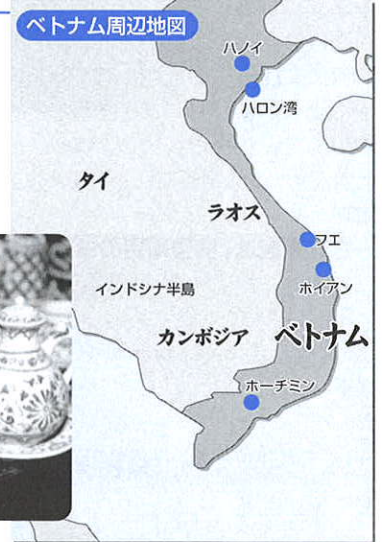 ベトナム周辺地図
ハノイ
ハロン湾
タイ
ラオス
フエ
インドシナ半島
ホイアン
カンボジア
ベトナム
ホーチミン